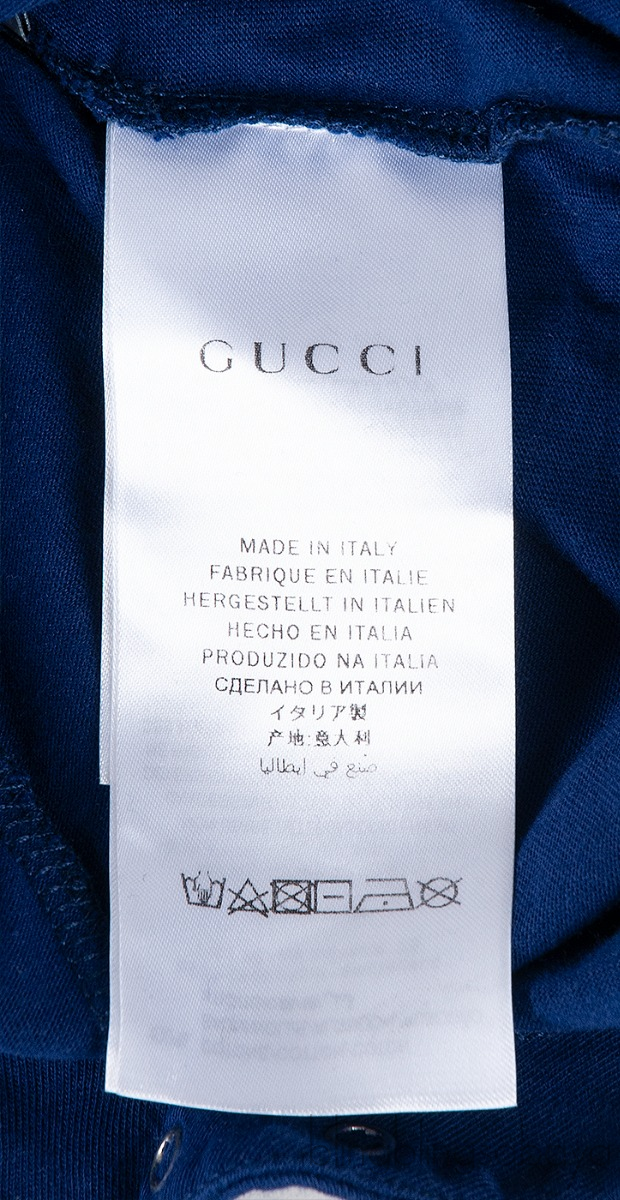 GUCCI
MADE IN ITALY
FABRIQUE EN ITALIE
HERGESTELLT IN ITALIEN
HECHO EN ITALIA
PRODUZIDO NA ITALIA
СДЕЛАНО В ИТАЛИИ
イタリア製
产地:意大利
صنع في ايطاليا